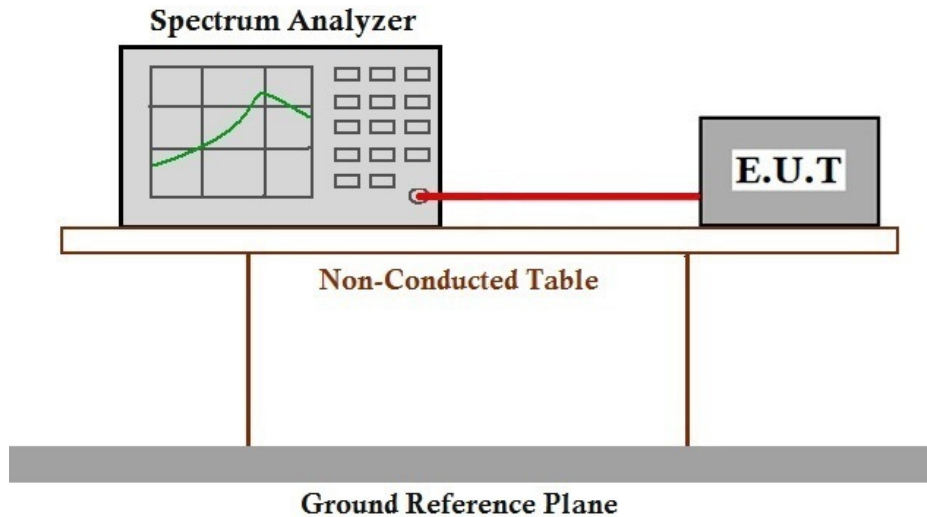 Spectrum Analyzer
E.U.T
Non-Conducted Table
Ground Reference Plane